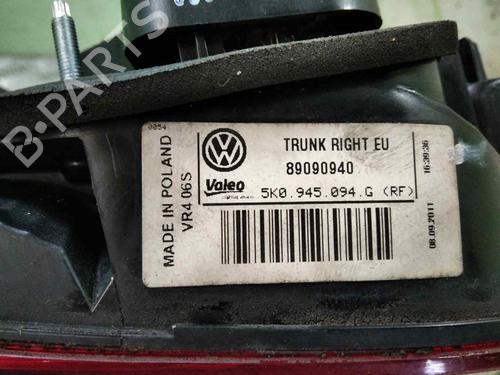 B-PARTS
0054
MADE IN POLAND
VR4 06S
Valeo
TRUNK RIGHT EU
89090940
5K0.945.094.G (RF)
16:39:36
08.09.2011